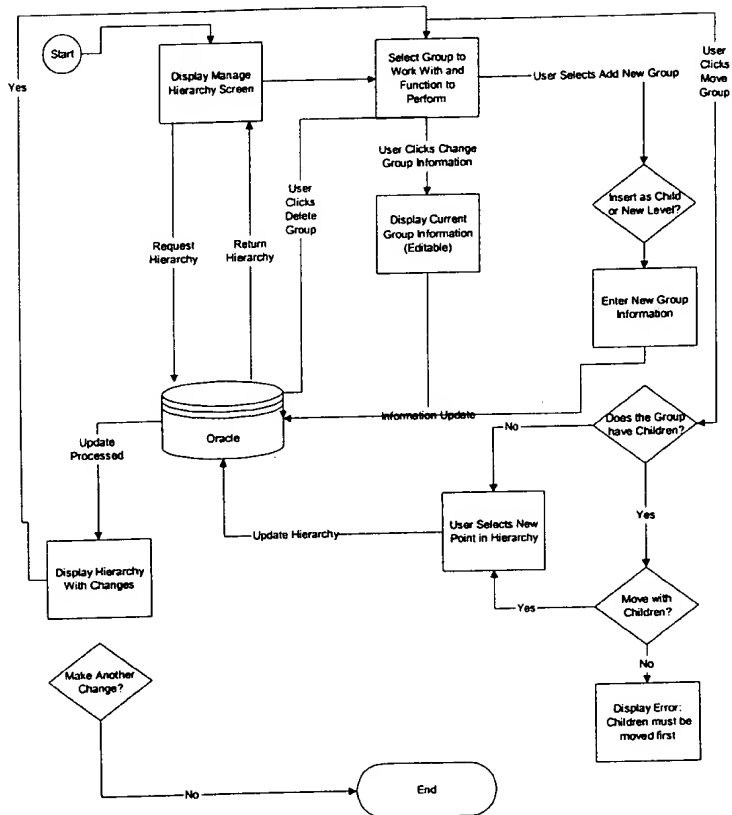 Start
Yes
Display Manage
Hierarchy Screen
Select Group to
Work With and
Function to
Perform
User Selects Add New Group
User
Clicks
Move
Group
User Clicks Change
Group Information
User
Clicks
Delete
Group
Insert as Child
or New Level?
Display Current
Group Information
(Editable)
Request
Hierarchy
Return
Hierarchy
Enter New Group
Information
Oracle
Information Update
Does the Group
have Children?
No
Update
Processed
User Selects New
Point in Hierarchy
Yes
Update Hierarchy
Display Hierarchy
With Changes
Move with
Children?
Yes
Make Another
Change?
No
Display Error:
Children must be
moved first
No
End